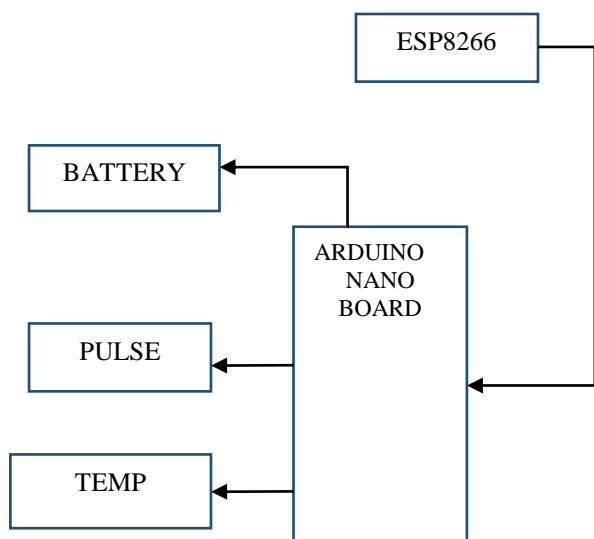 ESP8266
BATTERY
ARDUINO
NANO
BOARD
PULSE
TEMP